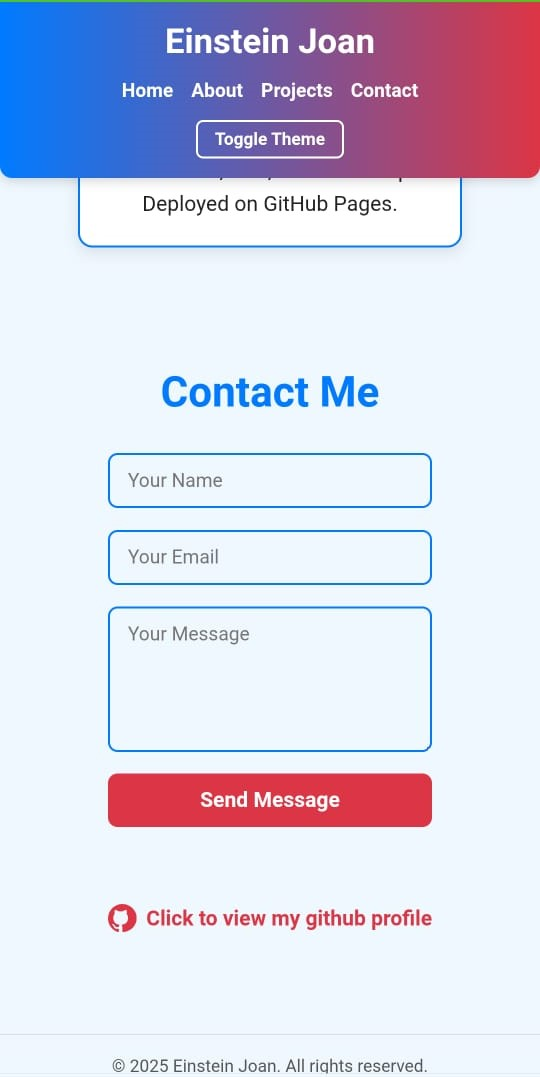 Einstein Joan
Home About Projects Contact
Toggle Theme
Deployed on GitHub Pages.
Contact Me
Your Name
Your Email
Your Message
Send Message
Click to view my github profile
© 2025 Einstein Joan. All rights reserved.